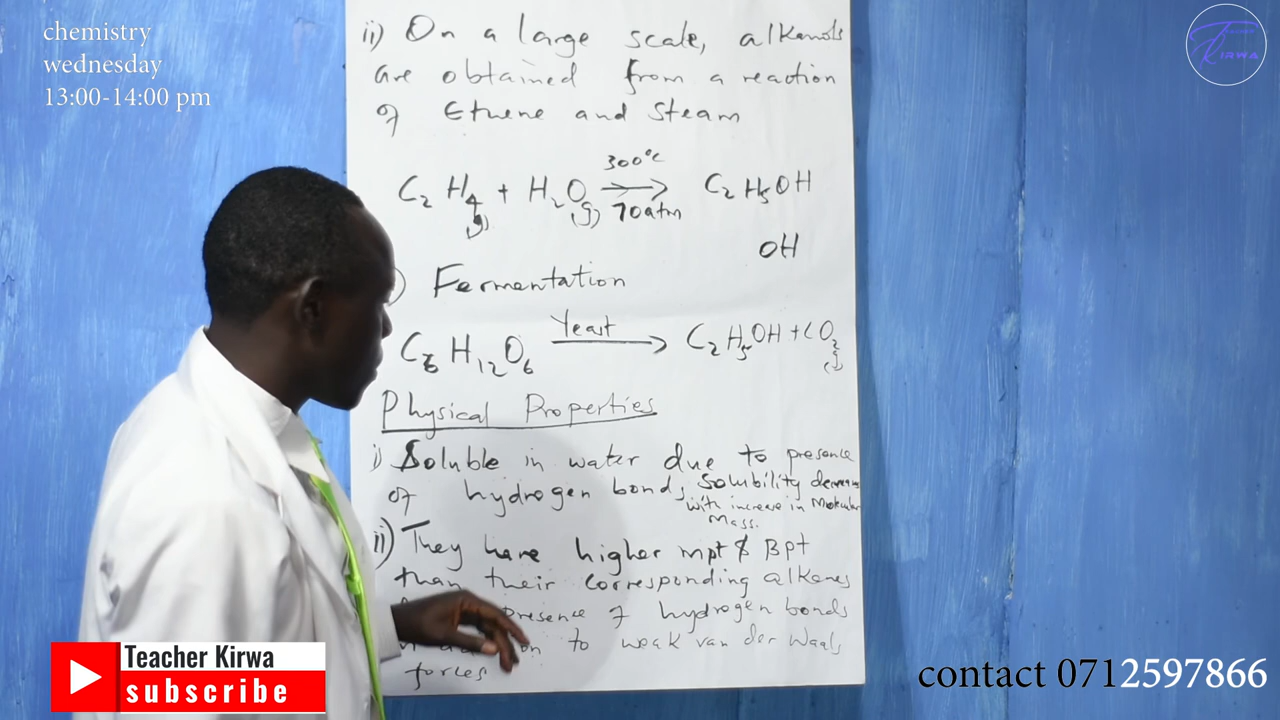 chemistry
wednesday
13:00-14:00 pm
KIRWA
ii) On a large scale, alkanols
are obtained from a reaction
of Ethene and steam
C2H4(g) + H2O(g) 300°C 70atm → C2H5OH
OH
) Fermentation
C6H12O6 Yeast → C2H5OH + CO2(g)
Physical Properties
i) Soluble in water due to presence
of hydrogen bonds, Solubility decreases
with increase in Molecular
Mass.
ii) They have higher mpt & Bpt
than their corresponding alkanes
presence of hydrogen bonds
to weak van der Waals
forces
Teacher Kirwa
subscribe
contact 0712597866